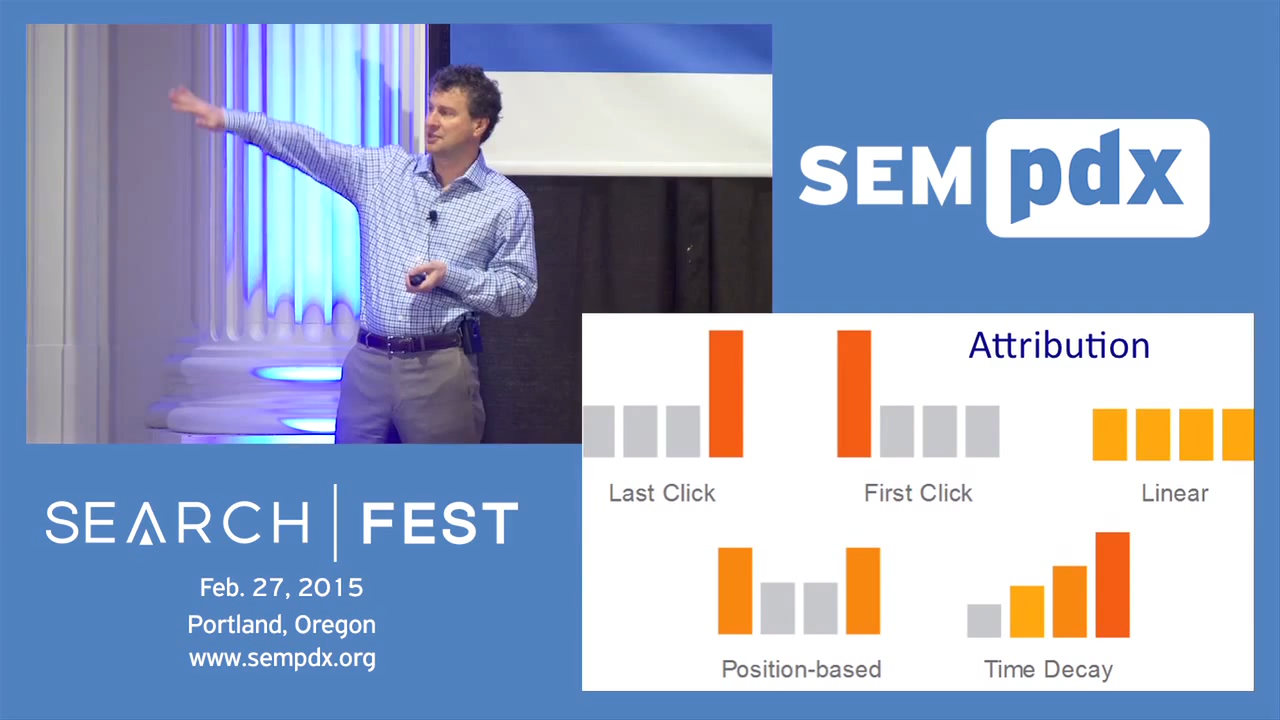 SEM pdx
Attribution
Last Click
First Click
Linear
Position-based
Time Decay
SEARCH FEST
Feb. 27, 2015
Portland, Oregon
www.sempdx.org